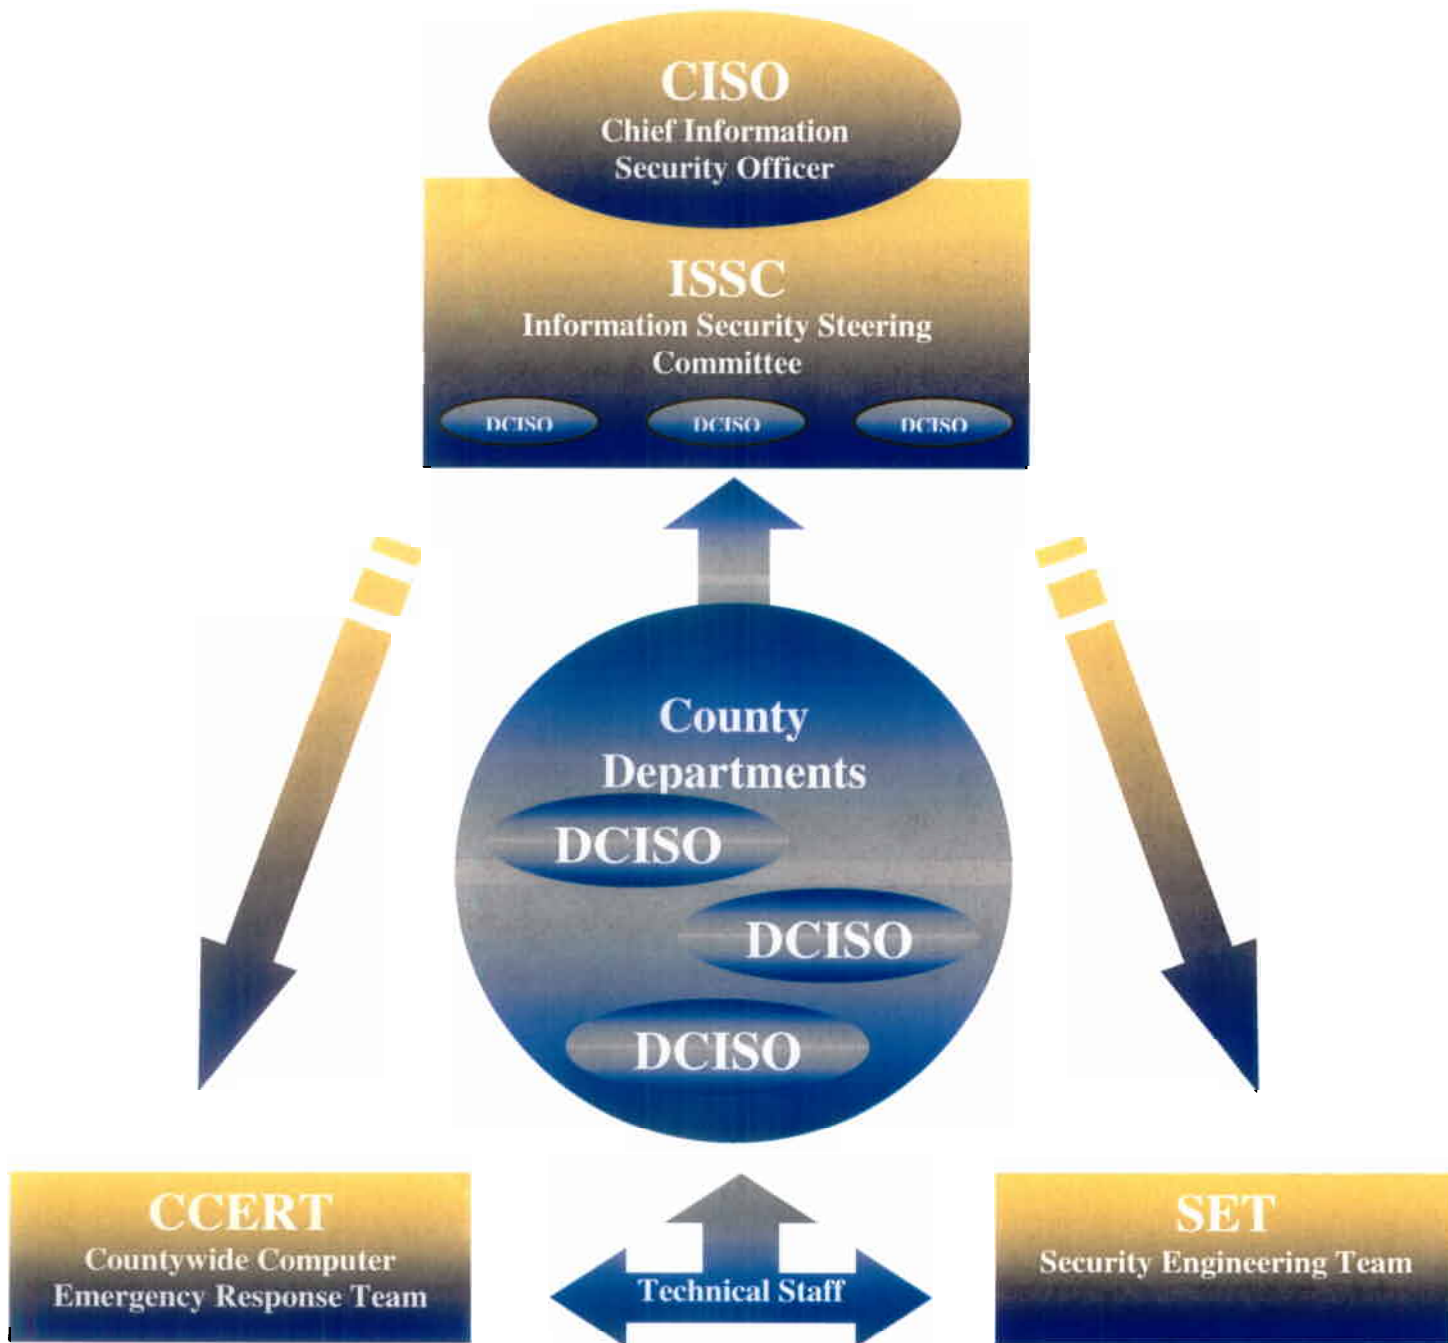 CISO
Chief Information
Security Officer
ISSC
Information Security Steering
Committee
DCISO DCISO DCISO
County
Departments
DCISO
DCISO
DCISO
CCERT
Countywide Computer
Emergency Response Team
Technical Staff
SET
Security Engineering Team